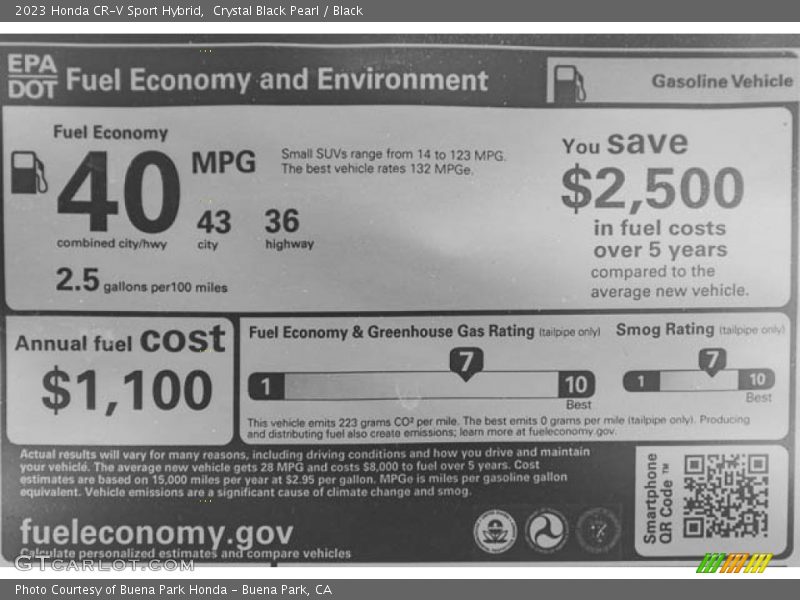 2023 Honda CR-V Sport Hybrid,  Crystal Black Pearl / Black
EPA
DOT
Fuel Economy and Environment
Gasoline Vehicle
Fuel Economy
40
MPG
Small SUVs range from 14 to 123 MPG.
The best vehicle rates 132 MPGe.
43
36
combined city/hwy
city
highway
2.5 gallons per 100 miles
You save
$2,500
in fuel costs
over 5 years
compared to the
average new vehicle.
Annual fuel cost
$1,100
Fuel Economy & Greenhouse Gas Rating (tailpipe only)
1
7
10
Best
Smog Rating (tailpipe only)
1
7
10
Best
This vehicle emits 223 grams CO² per mile. The best emits 0 grams per mile (tailpipe only). Producing
and distributing fuel also create emissions; learn more at fueleconomy.gov.
Actual results will vary for many reasons, including driving conditions and how you drive and maintain
your vehicle. The average new vehicle gets 28 MPG and costs $8,000 to fuel over 5 years. Cost
estimates are based on 15,000 miles per year at $2.95 per gallon. MPGe is miles per gasoline gallon
equivalent. Vehicle emissions are a significant cause of climate change and smog.
fueleconomy.gov
Calculate personalized estimates and compare vehicles
Smartphone
QR Code ™
GTCarLot.com
Photo Courtesy of Buena Park Honda - Buena Park, CA